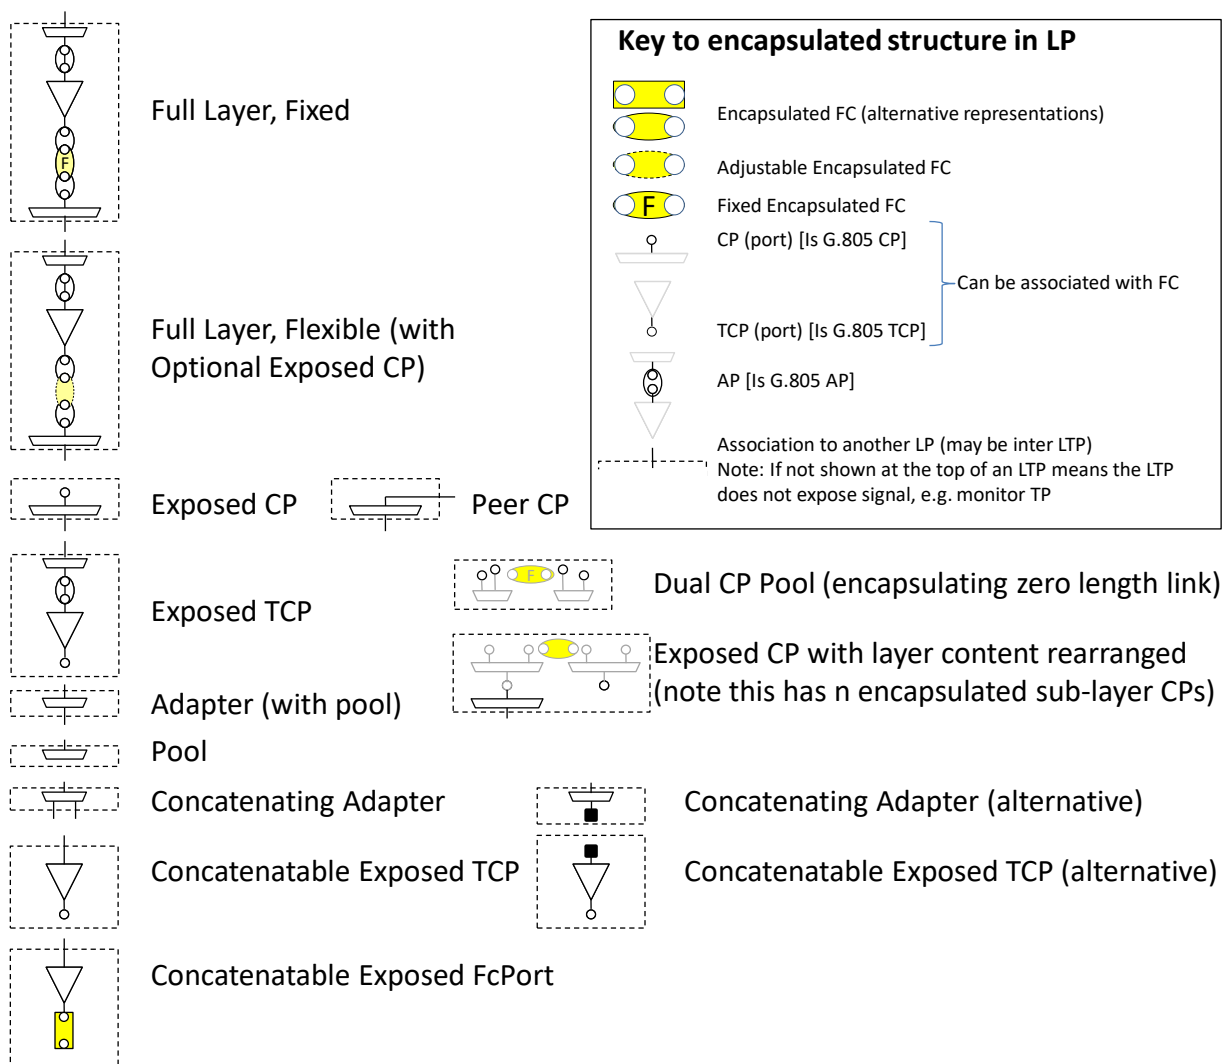 Key to encapsulated structure in LP
Encapsulated FC (alternative representations)
Adjustable Encapsulated FC
F
Fixed Encapsulated FC
CP (port) [Is G.805 CP]
Can be associated with FC
TCP (port) [Is G.805 TCP]
AP [Is G.805 AP]
Association to another LP (may be inter LTP)
Note: If not shown at the top of an LTP means the LTP
does not expose signal, e.g. monitor TP
Full Layer, Fixed
F
Full Layer, Flexible (with
Optional Exposed CP)
Exposed CP
Peer CP
Exposed TCP
F
Dual CP Pool (encapsulating zero length link)
Exposed CP with layer content rearranged
(note this has n encapsulated sub-layer CPs)
Adapter (with pool)
Pool
Concatenating Adapter
Concatenating Adapter (alternative)
Concatenatable Exposed TCP
Concatenatable Exposed TCP (alternative)
Concatenatable Exposed FcPort